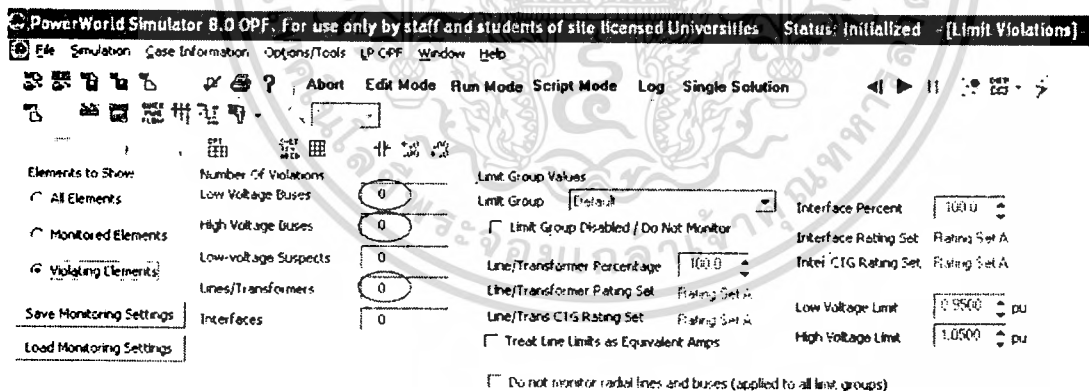 PowerWorld Simulator 8.0 OPF, For use only by staff and students of site licensed Universities Status: Initialized - [Limit Violations]
File Simulation Case Information Options/Tools LP OPF Window Help
? Abort Edit Mode Run Mode Script Mode Log Single Solution
Elements to Show
All Elements
Monitored Elements
Violating Elements
Save Monitoring Settings
Load Monitoring Settings
Number Of Violations
Low Voltage Buses 0
High Voltage Buses 0
Low-voltage Suspects 0
Lines/Transformers 0
Interfaces 0
Limit Group Values
Limit Group Default
Limit Group Disabled / Do Not Monitor
Line/Transformer Percentage 100.0
Line/Transformer Rating Set Rating Set A
Line/Trans CTG Rating Set Rating Set A
Treat Line Limits as Equivalent Amps
Do not monitor radial lines and buses (applied to all limit groups)
Interface Percent 100.0
Interface Rating Set Rating Set A
Inter CTG Rating Set Rating Set A
Low Voltage Limit 0.9500 pu
High Voltage Limit 1.0500 pu